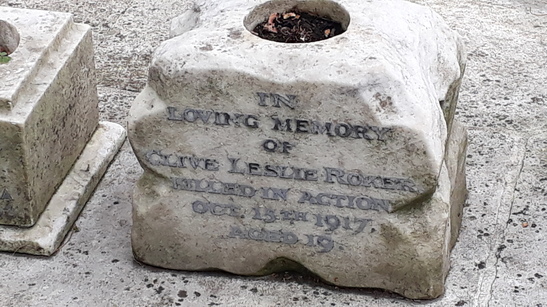 IN
LOVING MEMORY
OF
CLIVE LESLIE ROKER
KILLED IN ACTION
OCT 13TH 1917.
AGED 19.